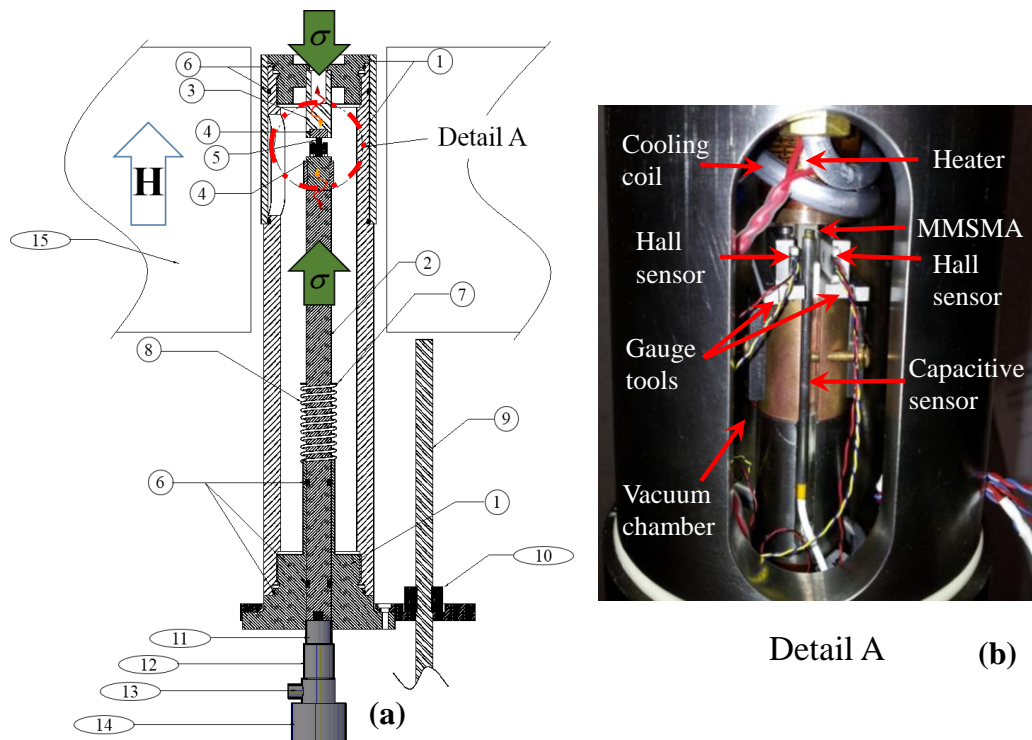 σ
1
6
3
4
5
4
Detail A
H
15
σ
2
7
8
9
6
1
10
11
12
13
14
(a)
Cooling
coil
Heater
MMSMA
Hall
sensor
Hall
sensor
Gauge
tools
Capacitive
sensor
Vacuum
chamber
Detail A
(b)